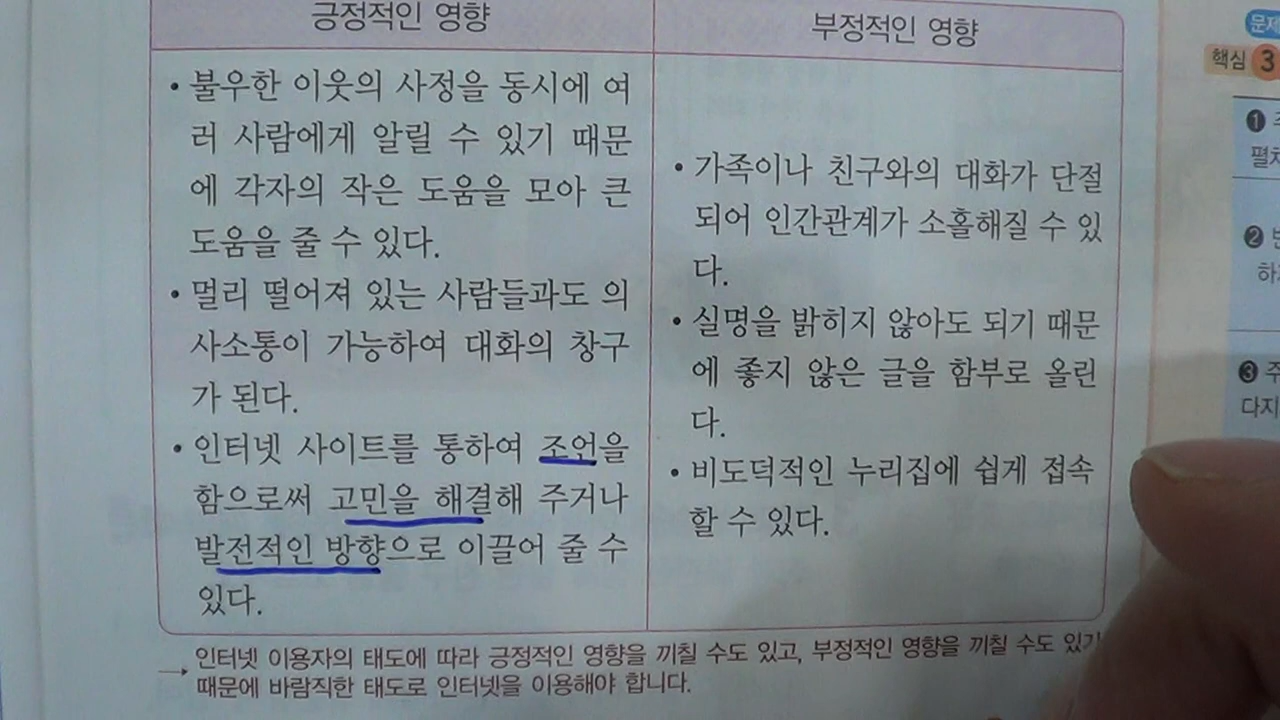 긍정적인 영향
• 불우한 이웃의 사정을 동시에 여
러 사람에게 알릴 수 있기 때문
에 각자의 작은 도움을 모아 큰
도움을 줄 수 있다.
• 멀리 떨어져 있는 사람들과도 의
사소통이 가능하여 대화의 창구
가 된다.
• 인터넷 사이트를 통하여 조언을
함으로써 고민을 해결해 주거나
발전적인 방향으로 이끌어 줄 수
있다.
부정적인 영향
• 가족이나 친구와의 대화가 단절
되어 인간관계가 소홀해질 수 있
다.
• 실명을 밝히지 않아도 되기 때문
에 좋지 않은 글을 함부로 올린
다.
• 비도덕적인 누리집에 쉽게 접속
할 수 있다.
→ 인터넷 이용자의 태도에 따라 긍정적인 영향을 끼칠 수도 있고, 부정적인 영향을 끼칠 수도 있기
때문에 바람직한 태도로 인터넷을 이용해야 합니다.
문제
핵심 3
❶
펼치
❷
하
❸ 주
다지